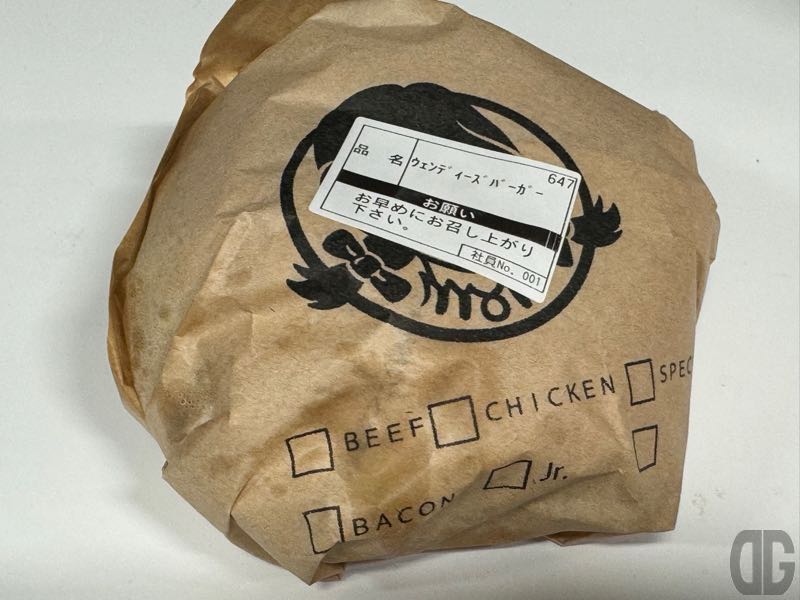 品 名 ウェンディーズバーガー 647
お願い
お早めにお召し上がり
下さい。
社員No. 001
BEEF CHICKEN SPEC
BACON Jr.
DG